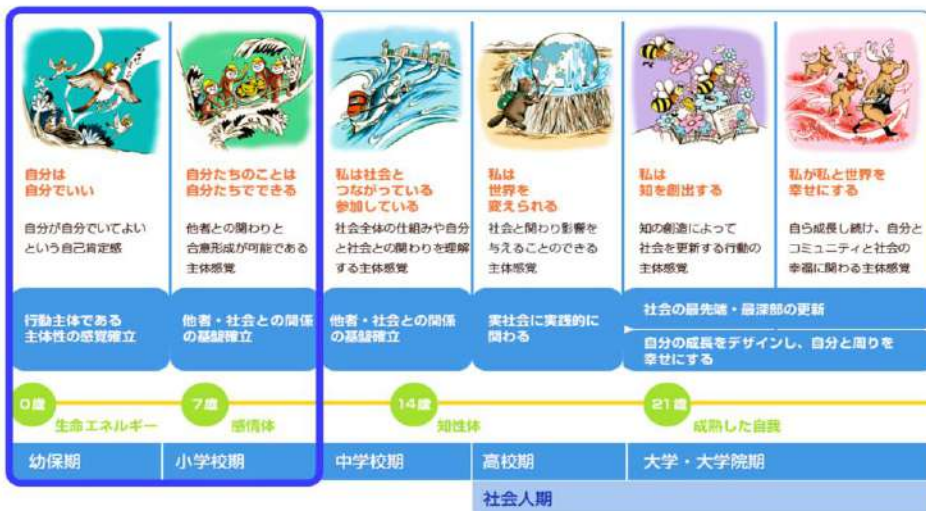 自分は
自分でいい
自分が自分でいてよい
という自己肯定感
自分たちのことは
自分たちでできる
他者との関わりと
合意形成が可能である
主体感覚
私は社会と
つながっている
参加している
社会全体の仕組みや自分
と社会との関わりを理解
する主体感覚
私は
世界を
変えられる
社会と関わり影響を
与えることのできる
主体感覚
私は
知を創出する
知の創造によって
社会を更新する行動の
主体感覚
私が私と世界を
幸せにする
自ら成長し続け、自分と
コミュニティと社会の
幸福に関わる主体感覚
行動主体である
主体性の感覚確立
他者・社会との関係
の基盤確立
他者・社会との関係
の基盤確立
実社会に実践的に
関わる
社会の最先端・最深部の更新
自分の成長をデザインし、自分と周りを
幸せにする
0歳
生命エネルギー
7歳
感情体
14歳
知性体
21歳
成熟した自我
幼保期
小学校期
中学校期
高校期
大学・大学院期
社会人期